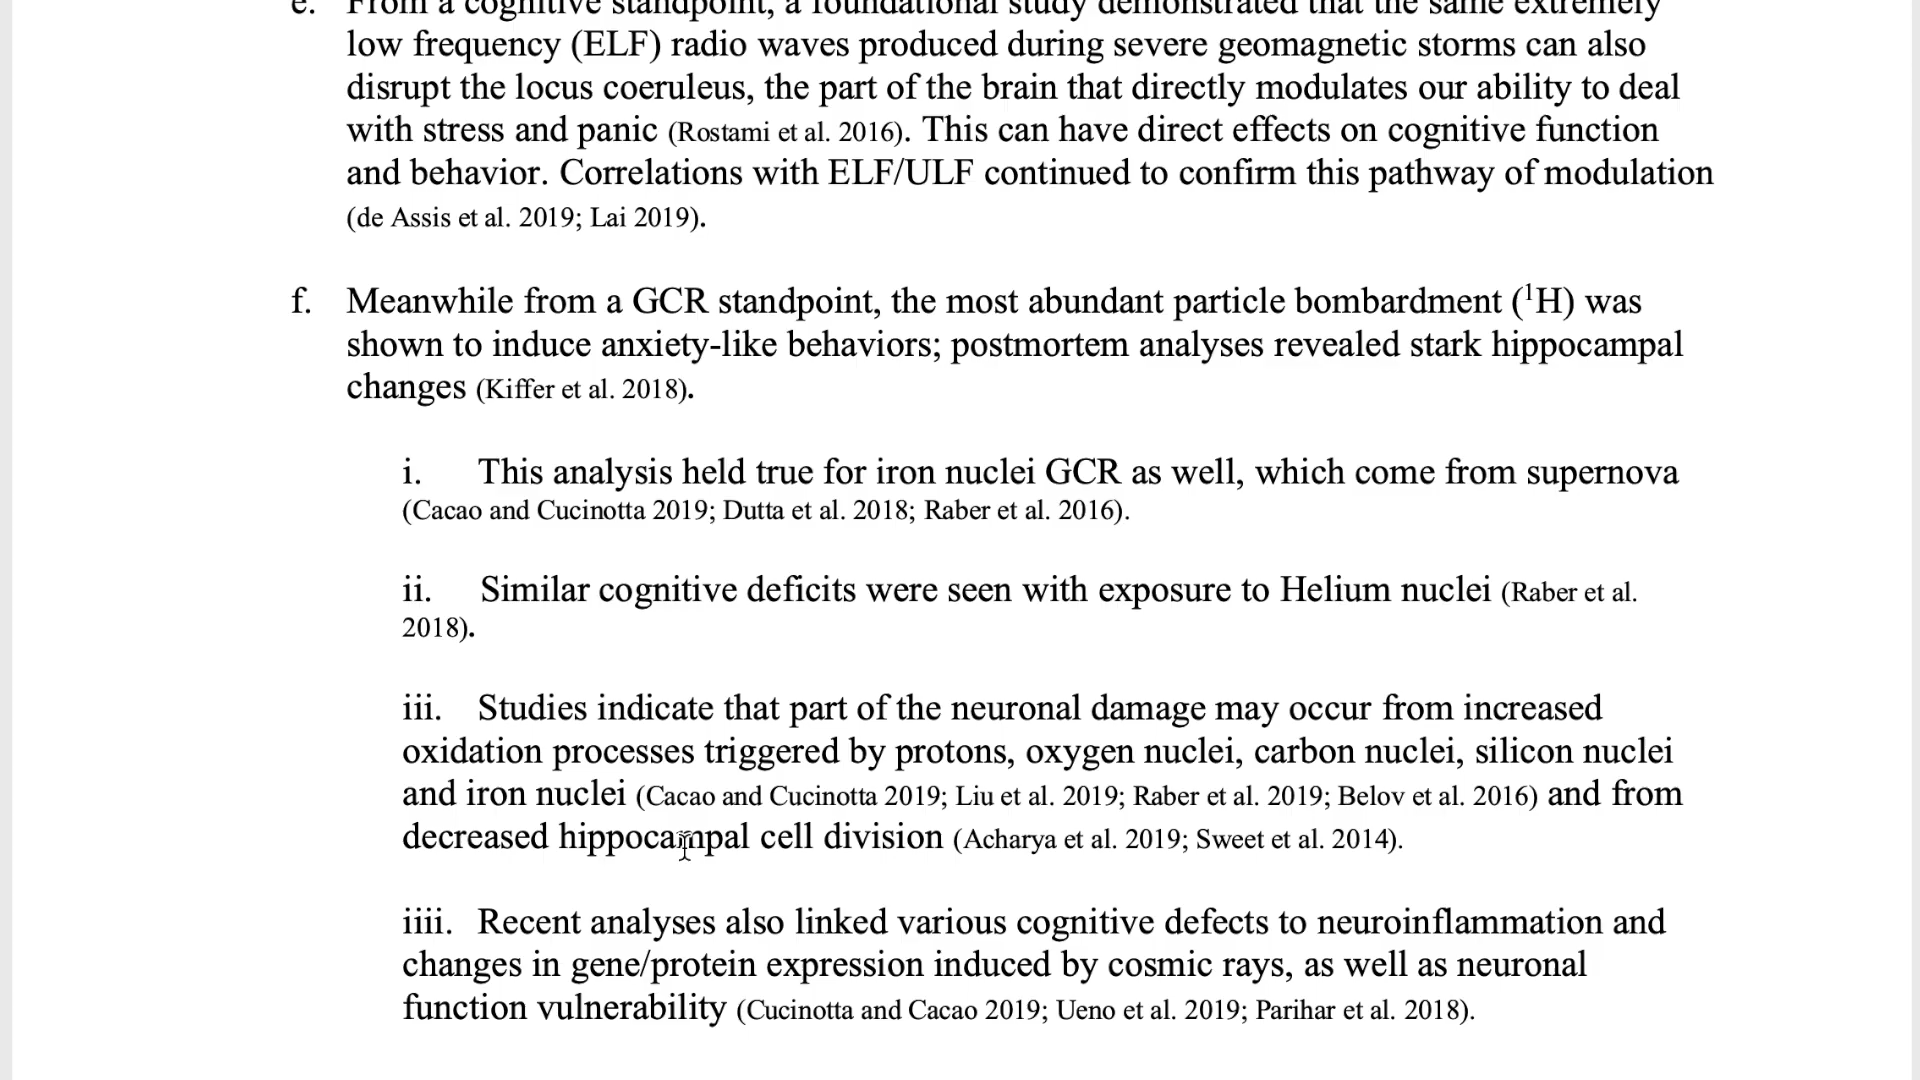 e. From a cognitive standpoint, a foundational study demonstrated that the same extremely
low frequency (ELF) radio waves produced during severe geomagnetic storms can also
disrupt the locus coeruleus, the part of the brain that directly modulates our ability to deal
with stress and panic (Rostami et al. 2016). This can have direct effects on cognitive function
and behavior. Correlations with ELF/ULF continued to confirm this pathway of modulation
(de Assis et al. 2019; Lai 2019).
f. Meanwhile from a GCR standpoint, the most abundant particle bombardment (¹H) was
shown to induce anxiety-like behaviors; postmortem analyses revealed stark hippocampal
changes (Kiffer et al. 2018).
i. This analysis held true for iron nuclei GCR as well, which come from supernova
(Cacao and Cucinotta 2019; Dutta et al. 2018; Raber et al. 2016).
ii. Similar cognitive deficits were seen with exposure to Helium nuclei (Raber et al.
2018).
iii. Studies indicate that part of the neuronal damage may occur from increased
oxidation processes triggered by protons, oxygen nuclei, carbon nuclei, silicon nuclei
and iron nuclei (Cacao and Cucinotta 2019; Liu et al. 2019; Raber et al. 2019; Belov et al. 2016) and from
decreased hippocampal cell division (Acharya et al. 2019; Sweet et al. 2014).
iiii. Recent analyses also linked various cognitive defects to neuroinflammation and
changes in gene/protein expression induced by cosmic rays, as well as neuronal
function vulnerability (Cucinotta and Cacao 2019; Ueno et al. 2019; Parihar et al. 2018).